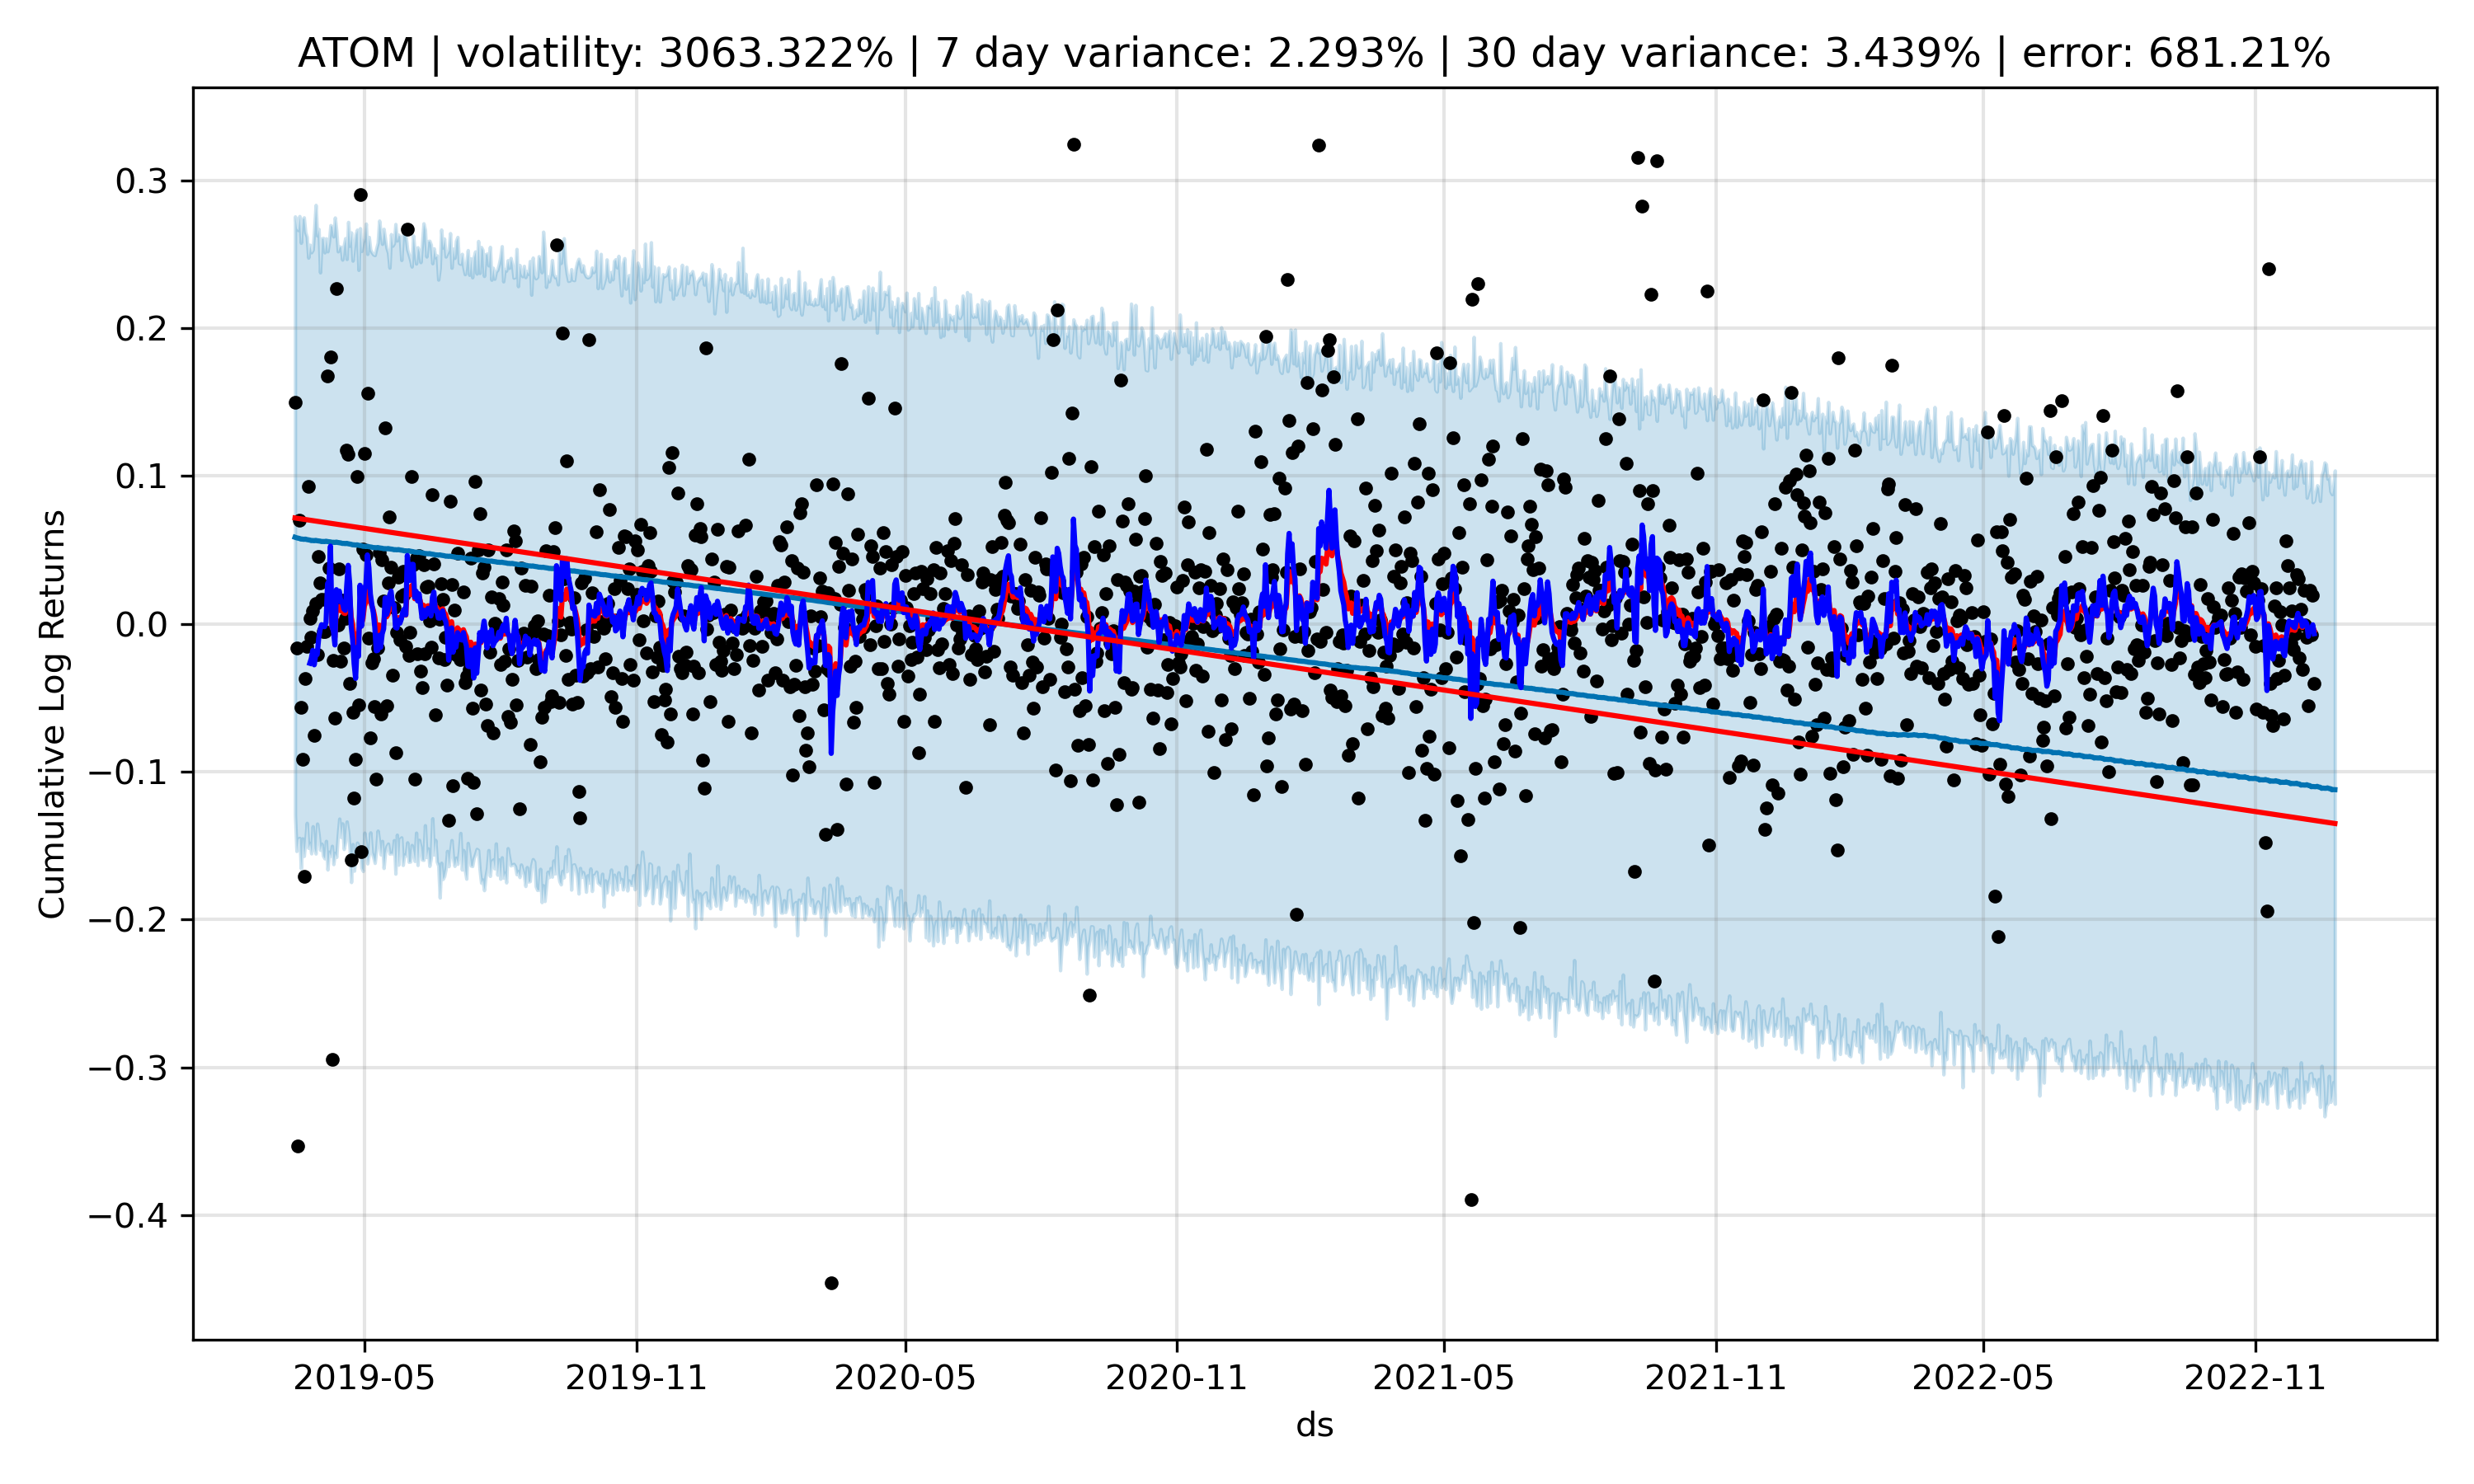 ATOM | volatility: 3063.322% | 7 day variance: 2.293% | 30 day variance: 3.439% | error: 681.21%
Cumulative Log Returns
0.3
0.2
0.1
0.0
−0.1
−0.2
−0.3
−0.4
2019-05 2019-11 2020-05 2020-11 2021-05 2021-11 2022-05 2022-11
ds